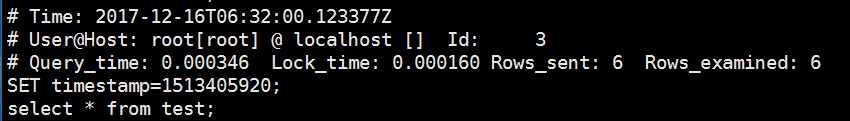 # Time: 2017-12-16T06:32:00.123377Z
# User@Host: root[root] @ localhost []  Id:     3
# Query_time: 0.000346  Lock_time: 0.000160 Rows_sent: 6  Rows_examined: 6
SET timestamp=1513405920;
select * from test;